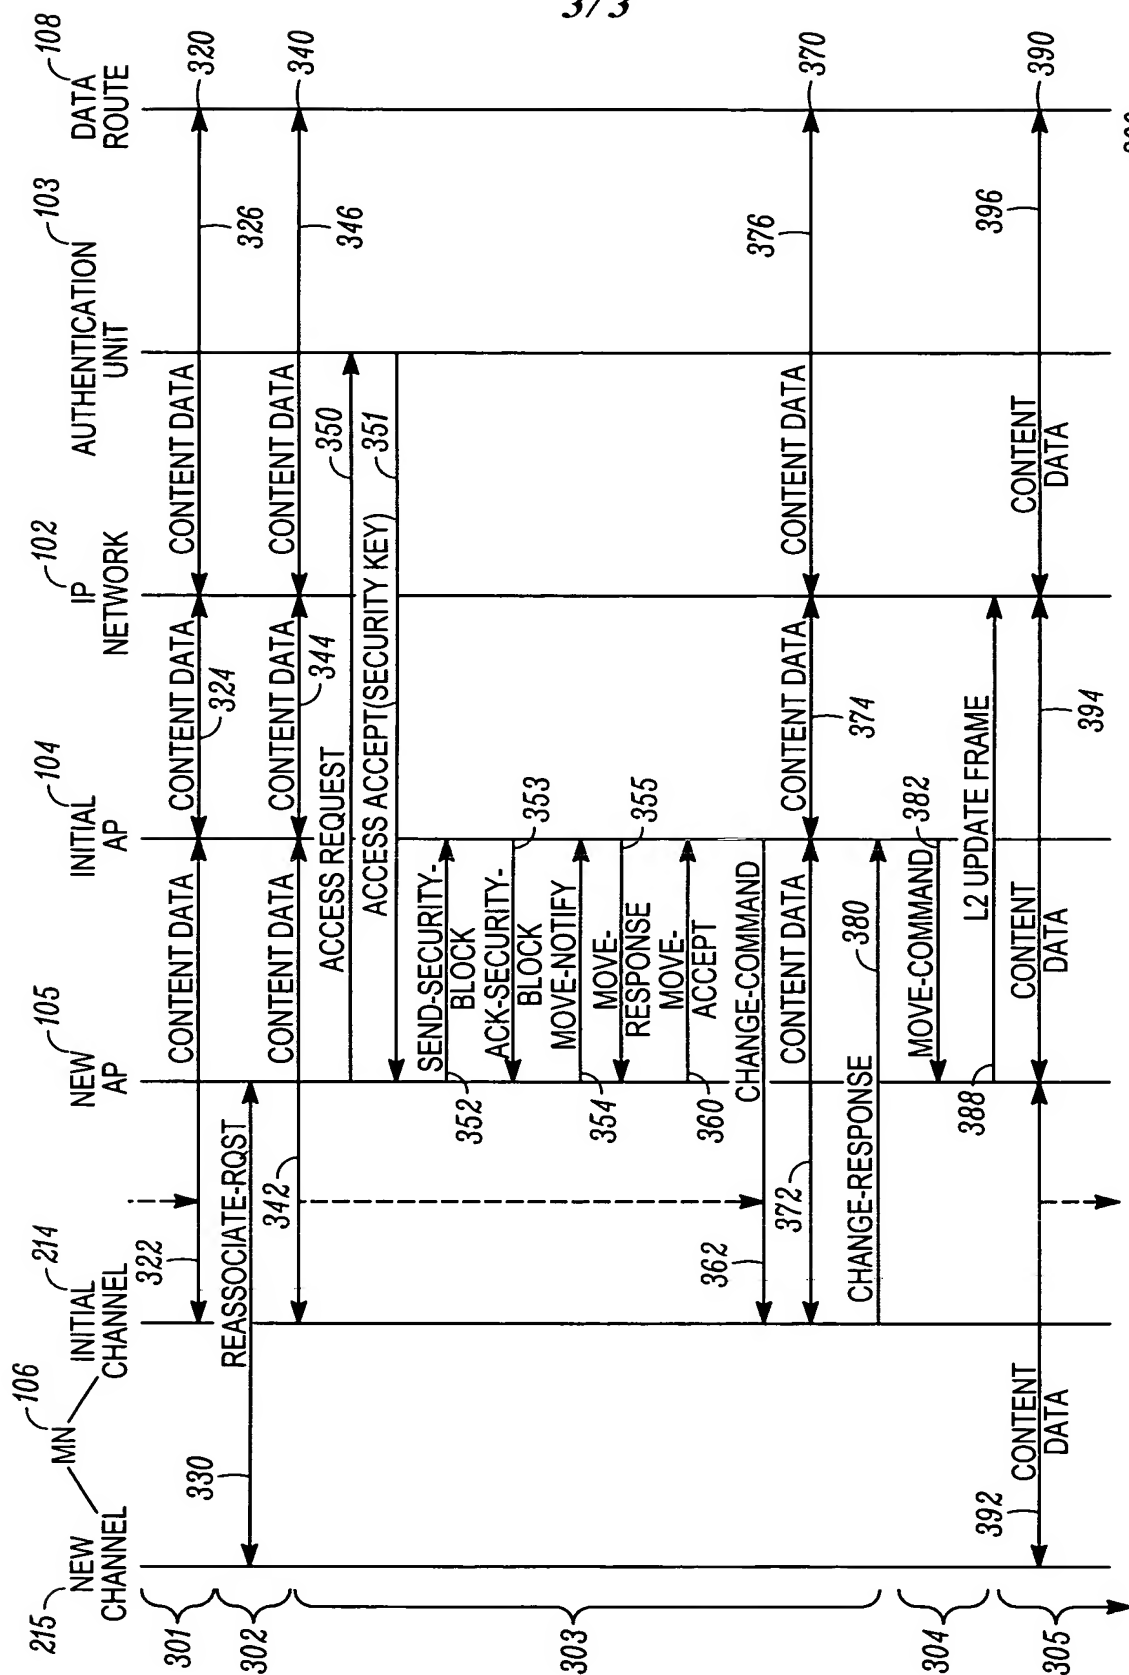 3/3
215
NEW
CHANNEL
MN
106
INITIAL
CHANNEL
214
NEW
AP
105
INITIAL
AP
104
IP
NETWORK
102
AUTHENTICATION
UNIT
103
DATA
ROUTE
108
301
322
CONTENT DATA
CONTENT DATA
324
CONTENT DATA
326
320
302
330
REASSOCIATE-RQST
342
CONTENT DATA
CONTENT DATA
344
CONTENT DATA
346
340
303
ACCESS REQUEST
350
ACCESS ACCEPT(SECURITY KEY)
351
SEND-SECURITY-
BLOCK
352
ACK-SECURITY-
BLOCK
353
MOVE-NOTIFY
354
MOVE-
RESPONSE
355
MOVE-
ACCEPT
360
CHANGE-COMMAND
362
372
CONTENT DATA
CONTENT DATA
374
CONTENT DATA
376
370
CHANGE-RESPONSE
380
304
MOVE-COMMAND
382
L2 UPDATE FRAME
388
305
392
CONTENT
DATA
CONTENT
DATA
394
CONTENT
DATA
396
390